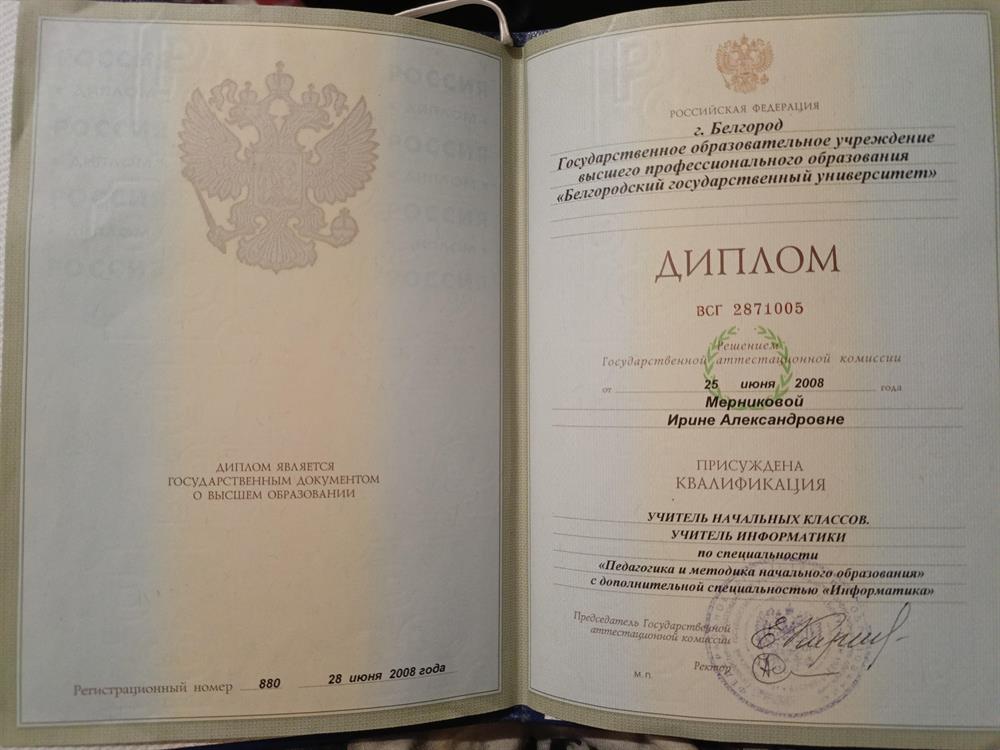 ДИПЛОМ ЯВЛЯЕТСЯ
ГОСУДАРСТВЕННЫМ ДОКУМЕНТОМ
О ВЫСШЕМ ОБРАЗОВАНИИ
Регистрационный номер 880 28 июня 2008 года
РОССИЙСКАЯ ФЕДЕРАЦИЯ
г. Белгород
Государственное образовательное учреждение
высшего профессионального образования
«Белгородский государственный университет»
ДИПЛОМ
ВСГ 2871005
Решением
Государственной аттестационной комиссии
от 25 июня 2008 года
Мерниковой
Ирине Александровне
ПРИСУЖДЕНА
КВАЛИФИКАЦИЯ
УЧИТЕЛЬ НАЧАЛЬНЫХ КЛАССОВ.
УЧИТЕЛЬ ИНФОРМАТИКИ
по специальности
«Педагогика и методика начального образования»
с дополнительной специальностью «Информатика»
Председатель Государственной
аттестационной комиссии
Ректор
М.П.